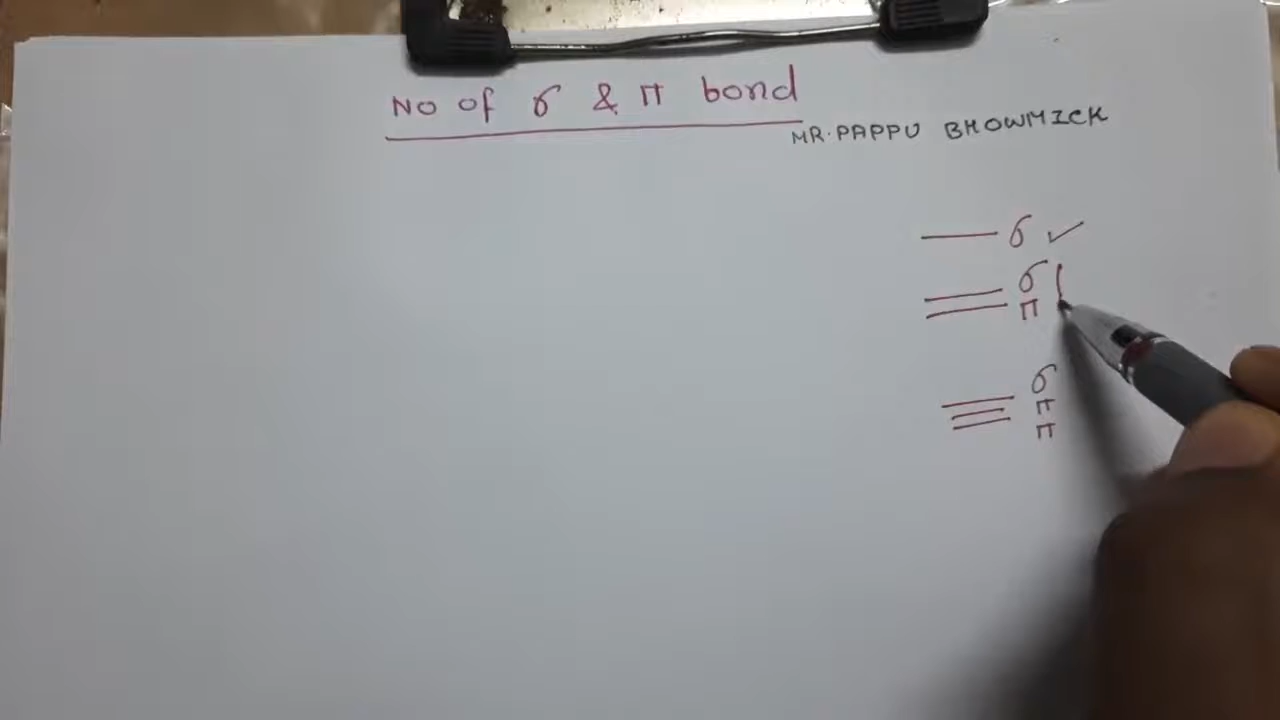 No of σ & π bond
MR. PAPPU BHOWMICK
— σ ✓
= σ
π
≡ σ
π
π